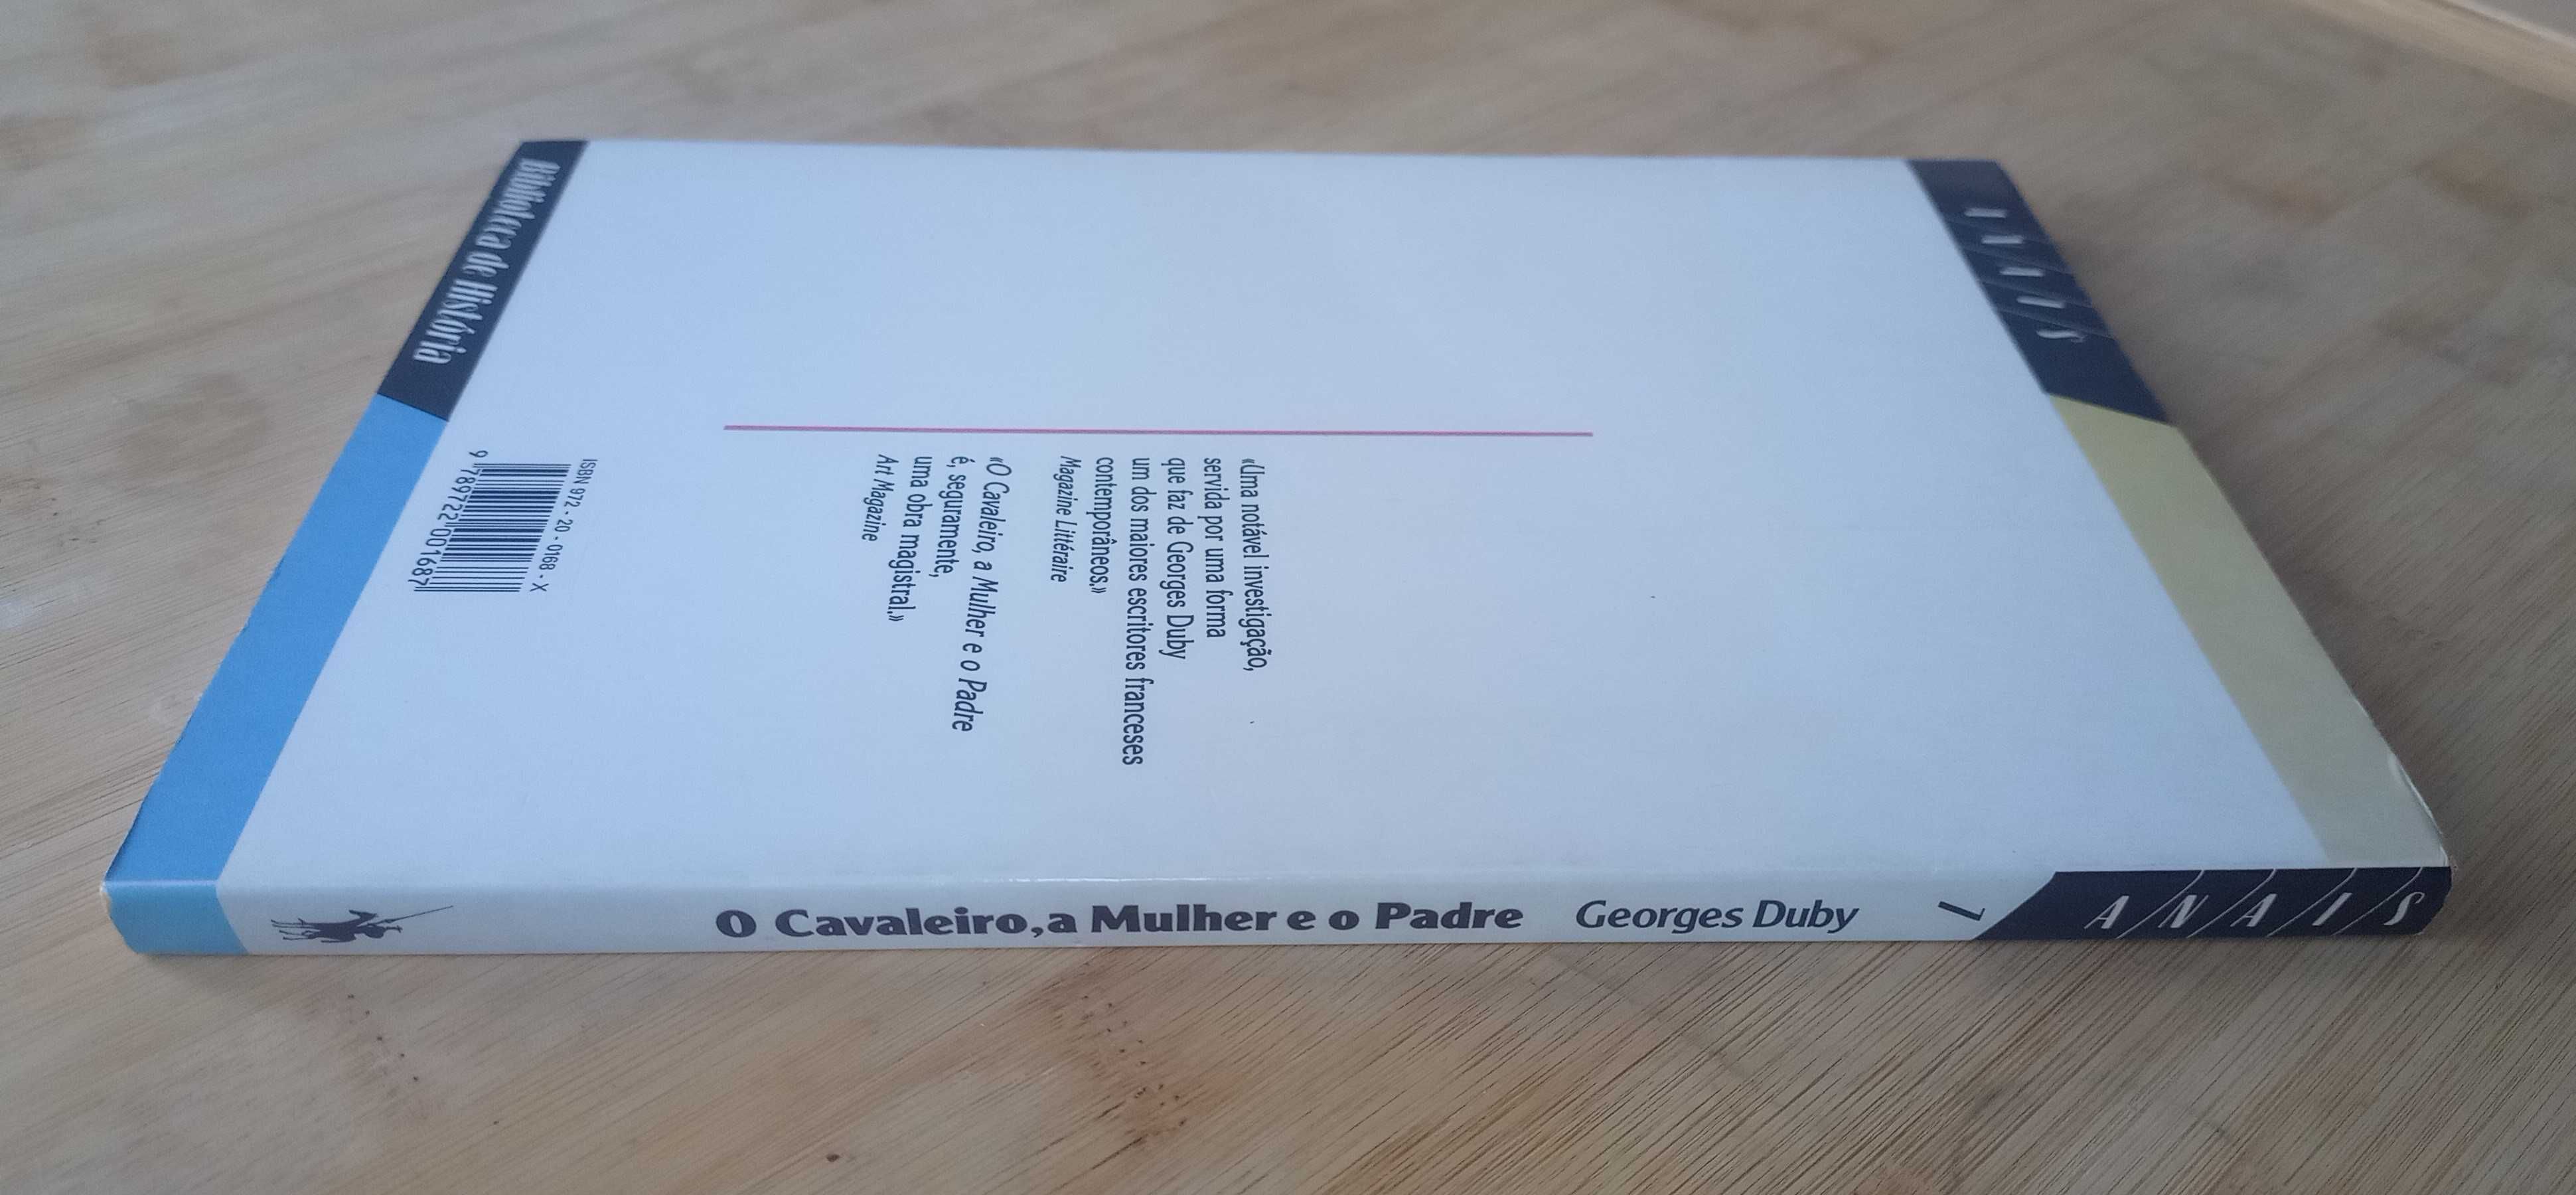 ANAIS
«Uma notável investigação,
servida por uma forma
que faz de Georges Duby
um dos maiores escritores franceses
contemporâneos.»
Magazine Littéraire
«O Cavaleiro, a Mulher e o Padre
é, seguramente,
uma obra magistral.»
Art Magazine
ISBN 972 - 20 - 0168 - X
9 789722 001687
Biblioteca de História
O Cavaleiro, a Mulher e o Padre Georges Duby 7 ANAIS